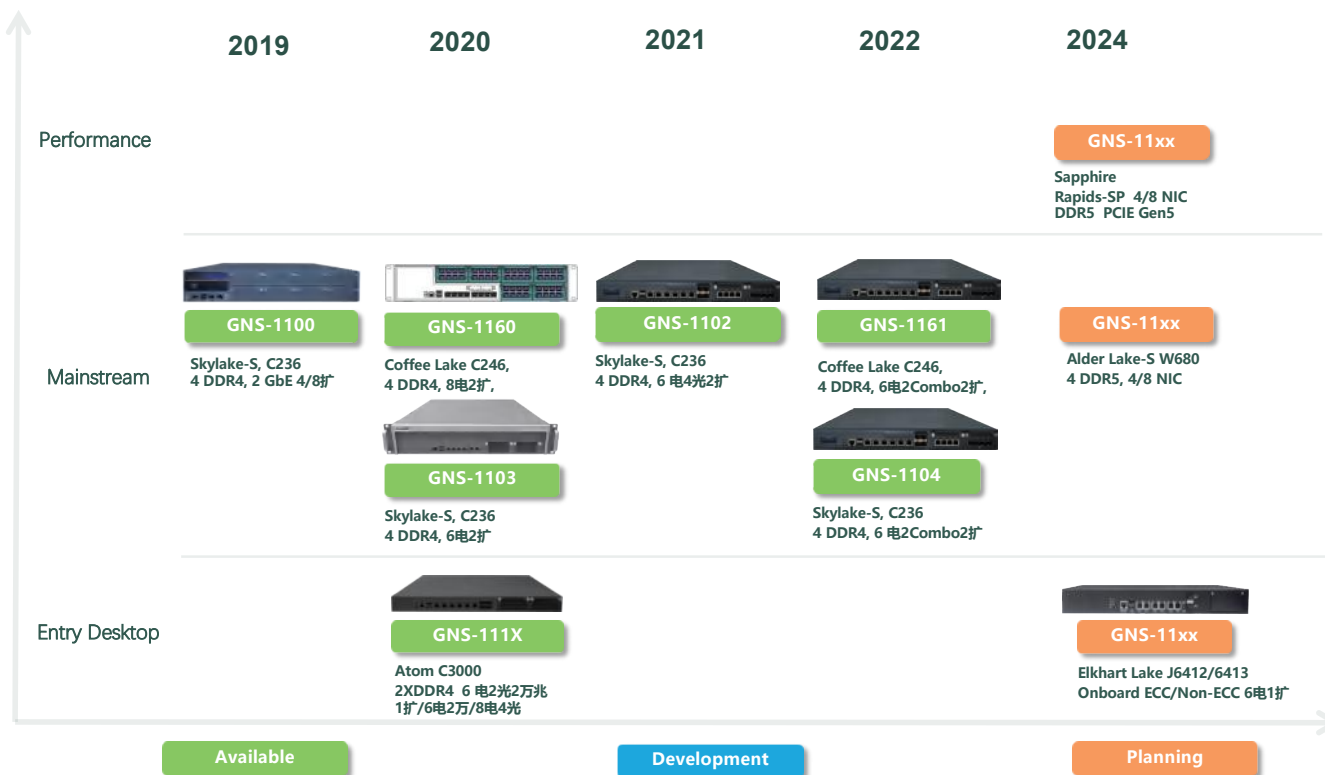 2019
2020
2021
2022
2024
Performance
GNS-11xx
Sapphire
Rapids-SP 4/8 NIC
DDR5 PCIE Gen5
Mainstream
GNS-1100
Skylake-S, C236
4 DDR4, 2 GbE 4/8扩
GNS-1160
Coffee Lake C246,
4 DDR4, 8电2扩,
GNS-1103
Skylake-S, C236
4 DDR4, 6电2扩
GNS-1102
Skylake-S, C236
4 DDR4, 6 电4光2扩
GNS-1161
Coffee Lake C246,
4 DDR4, 6电2Combo2扩,
GNS-1104
Skylake-S, C236
4 DDR4, 6 电2Combo2扩
GNS-11xx
Alder Lake-S W680
4 DDR5, 4/8 NIC
Entry Desktop
GNS-111X
Atom C3000
2XDDR4 6 电2光2万兆
1扩/6电2万/8电4光
GNS-11xx
Elkhart Lake J6412/6413
Onboard ECC/Non-ECC 6电1扩
Available
Development
Planning